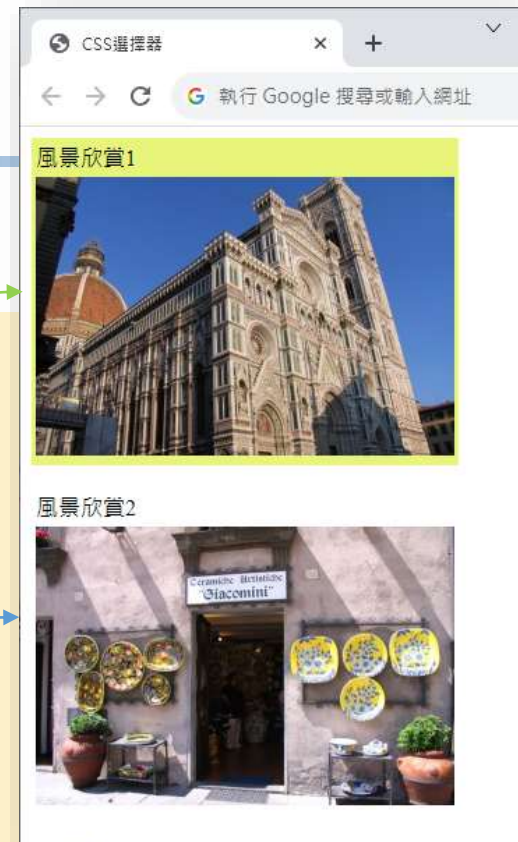 CSS選擇器
執行 Google 搜尋或輸入網址
風景欣賞1
風景欣賞2
Ceramiche Artistiche
"Giacomini"